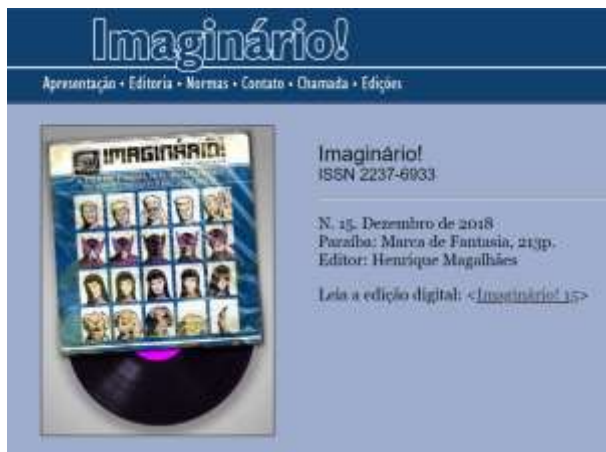 Imaginário!
Apresentação • Editoria • Normas • Contato • Chamada • Edições
IMAGINÁRIO!
Imaginário!
ISSN 2237-6933
N. 15. Dezembro de 2018
Paraíba: Marca de Fantasia, 213p.
Editor: Henrique Magalhães
Leia a edição digital: <Imaginário! 15>